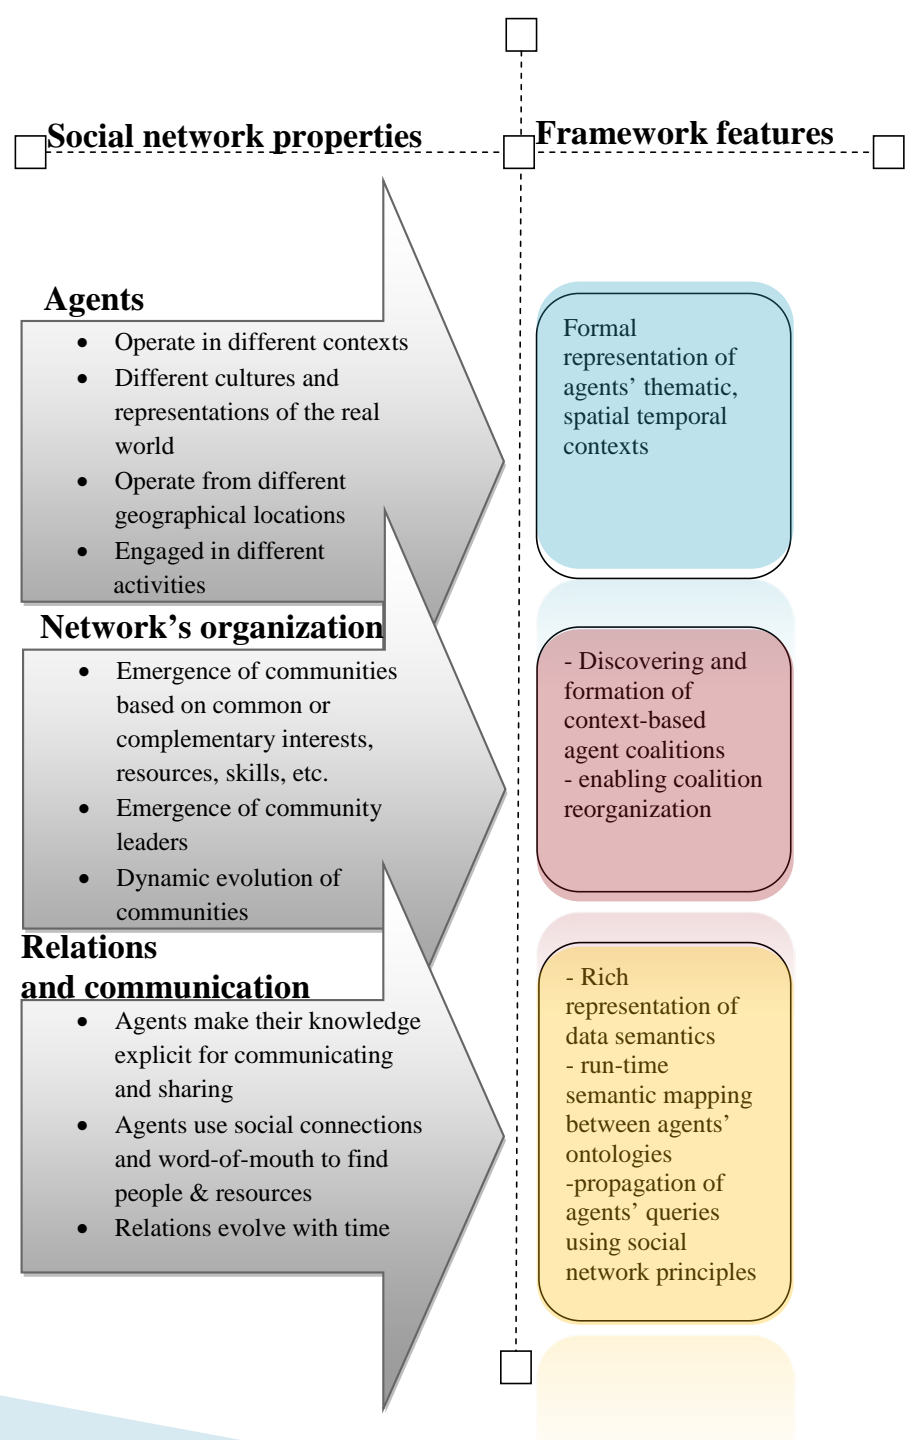 Social network properties
Framework features
Agents
• Operate in different contexts
• Different cultures and
representations of the real
world
• Operate from different
geographical locations
• Engaged in different
activities
Formal
representation of
agents’ thematic,
spatial temporal
contexts
Network’s organization
• Emergence of communities
based on common or
complementary interests,
resources, skills, etc.
• Emergence of community
leaders
• Dynamic evolution of
communities
- Discovering and
formation of
context-based
agent coalitions
- enabling coalition
reorganization
Relations
and communication
• Agents make their knowledge
explicit for communicating
and sharing
• Agents use social connections
and word-of-mouth to find
people & resources
• Relations evolve with time
- Rich
representation of
data semantics
- run-time
semantic mapping
between agents’
ontologies
-propagation of
agents’ queries
using social
network principles